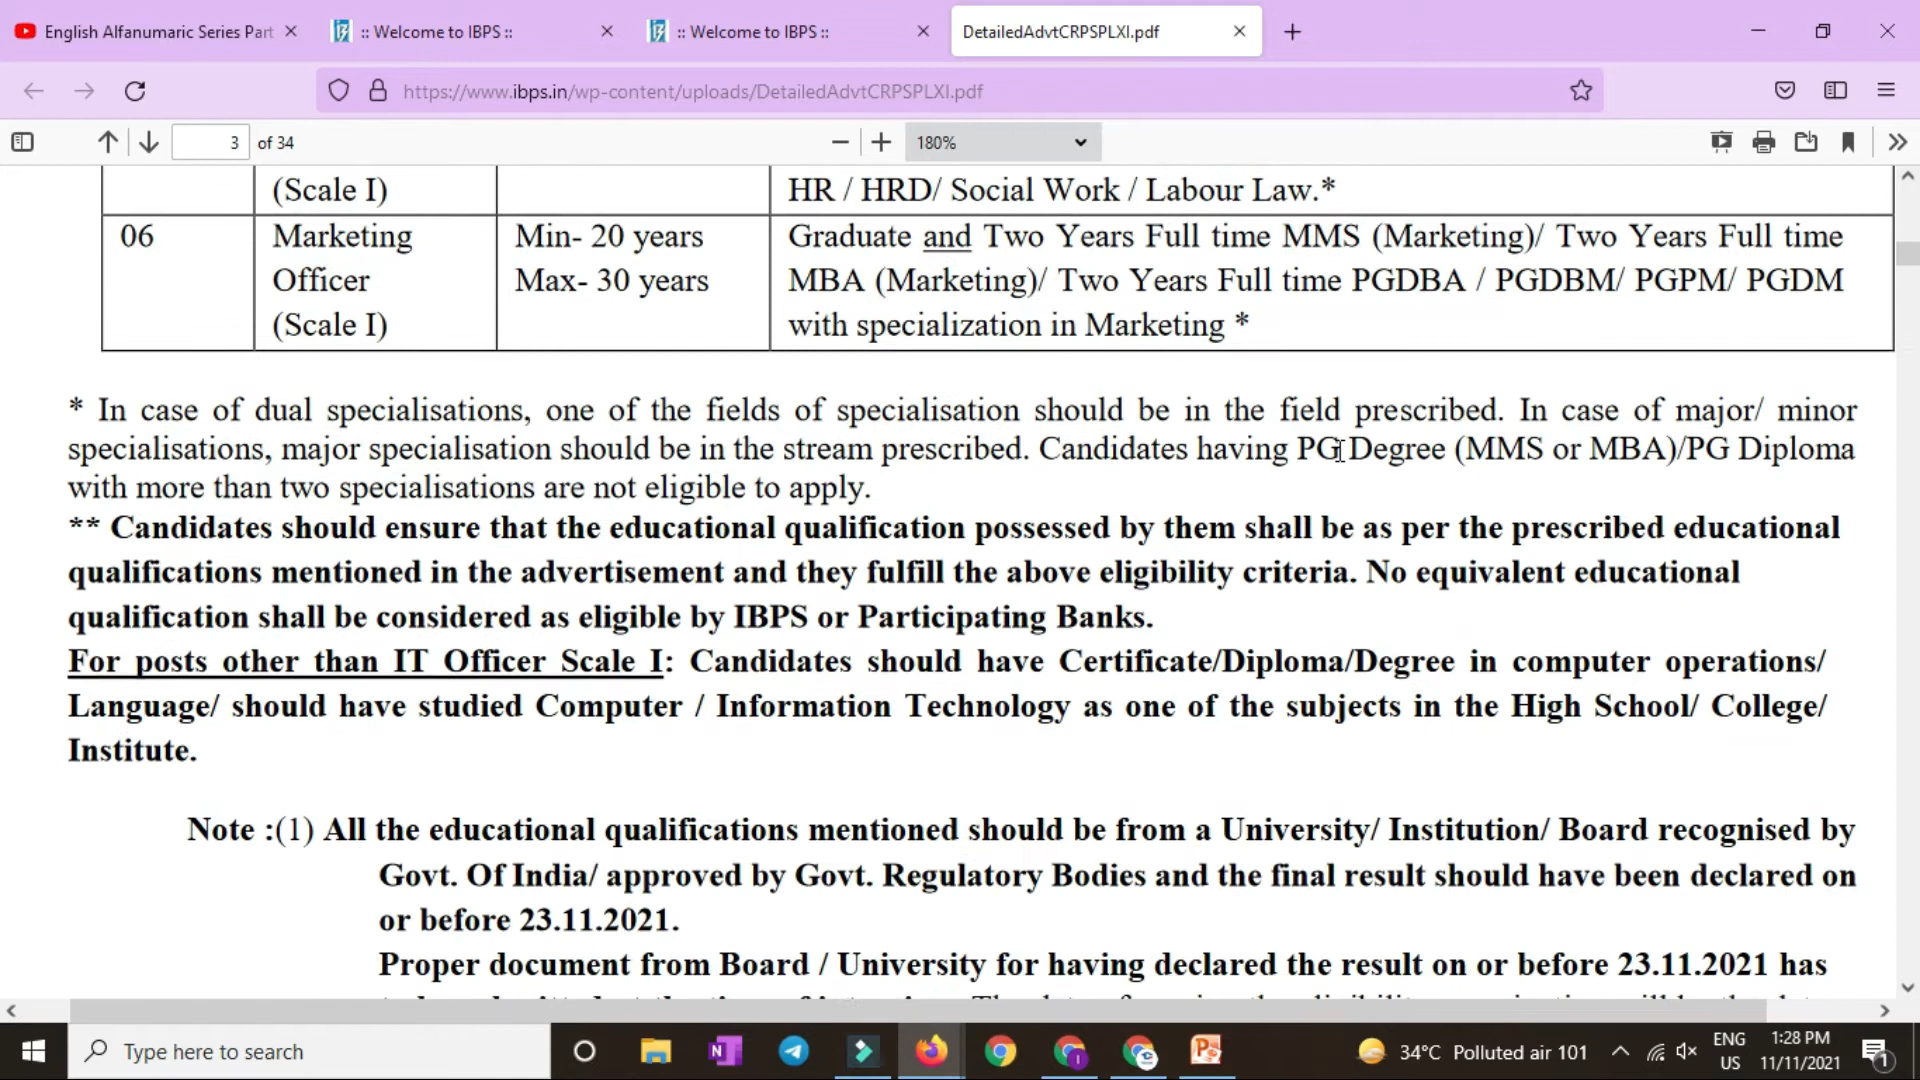 English Alfanumaric Series Part
:: Welcome to IBPS ::
:: Welcome to IBPS ::
DetailedAdvtCRPSPLXI.pdf
https://www.ibps.in/wp-content/uploads/DetailedAdvtCRPSPLXI.pdf
3 of 34
180%
(Scale I)
HR / HRD/ Social Work / Labour Law.*
06
Marketing
Officer
(Scale I)
Min- 20 years
Max- 30 years
Graduate and Two Years Full time MMS (Marketing)/ Two Years Full time
MBA (Marketing)/ Two Years Full time PGDBA / PGDBM/ PGPM/ PGDM
with specialization in Marketing *
* In case of dual specialisations, one of the fields of specialisation should be in the field prescribed. In case of major/ minor
specialisations, major specialisation should be in the stream prescribed. Candidates having PG Degree (MMS or MBA)/PG Diploma
with more than two specialisations are not eligible to apply.
** Candidates should ensure that the educational qualification possessed by them shall be as per the prescribed educational
qualifications mentioned in the advertisement and they fulfill the above eligibility criteria. No equivalent educational
qualification shall be considered as eligible by IBPS or Participating Banks.
For posts other than IT Officer Scale I: Candidates should have Certificate/Diploma/Degree in computer operations/
Language/ should have studied Computer / Information Technology as one of the subjects in the High School/ College/
Institute.
Note :(1) All the educational qualifications mentioned should be from a University/ Institution/ Board recognised by
Govt. Of India/ approved by Govt. Regulatory Bodies and the final result should have been declared on
or before 23.11.2021.
Proper document from Board / University for having declared the result on or before 23.11.2021 has
Type here to search
34°C Polluted air 101
ENG
US
1:28 PM
11/11/2021
1